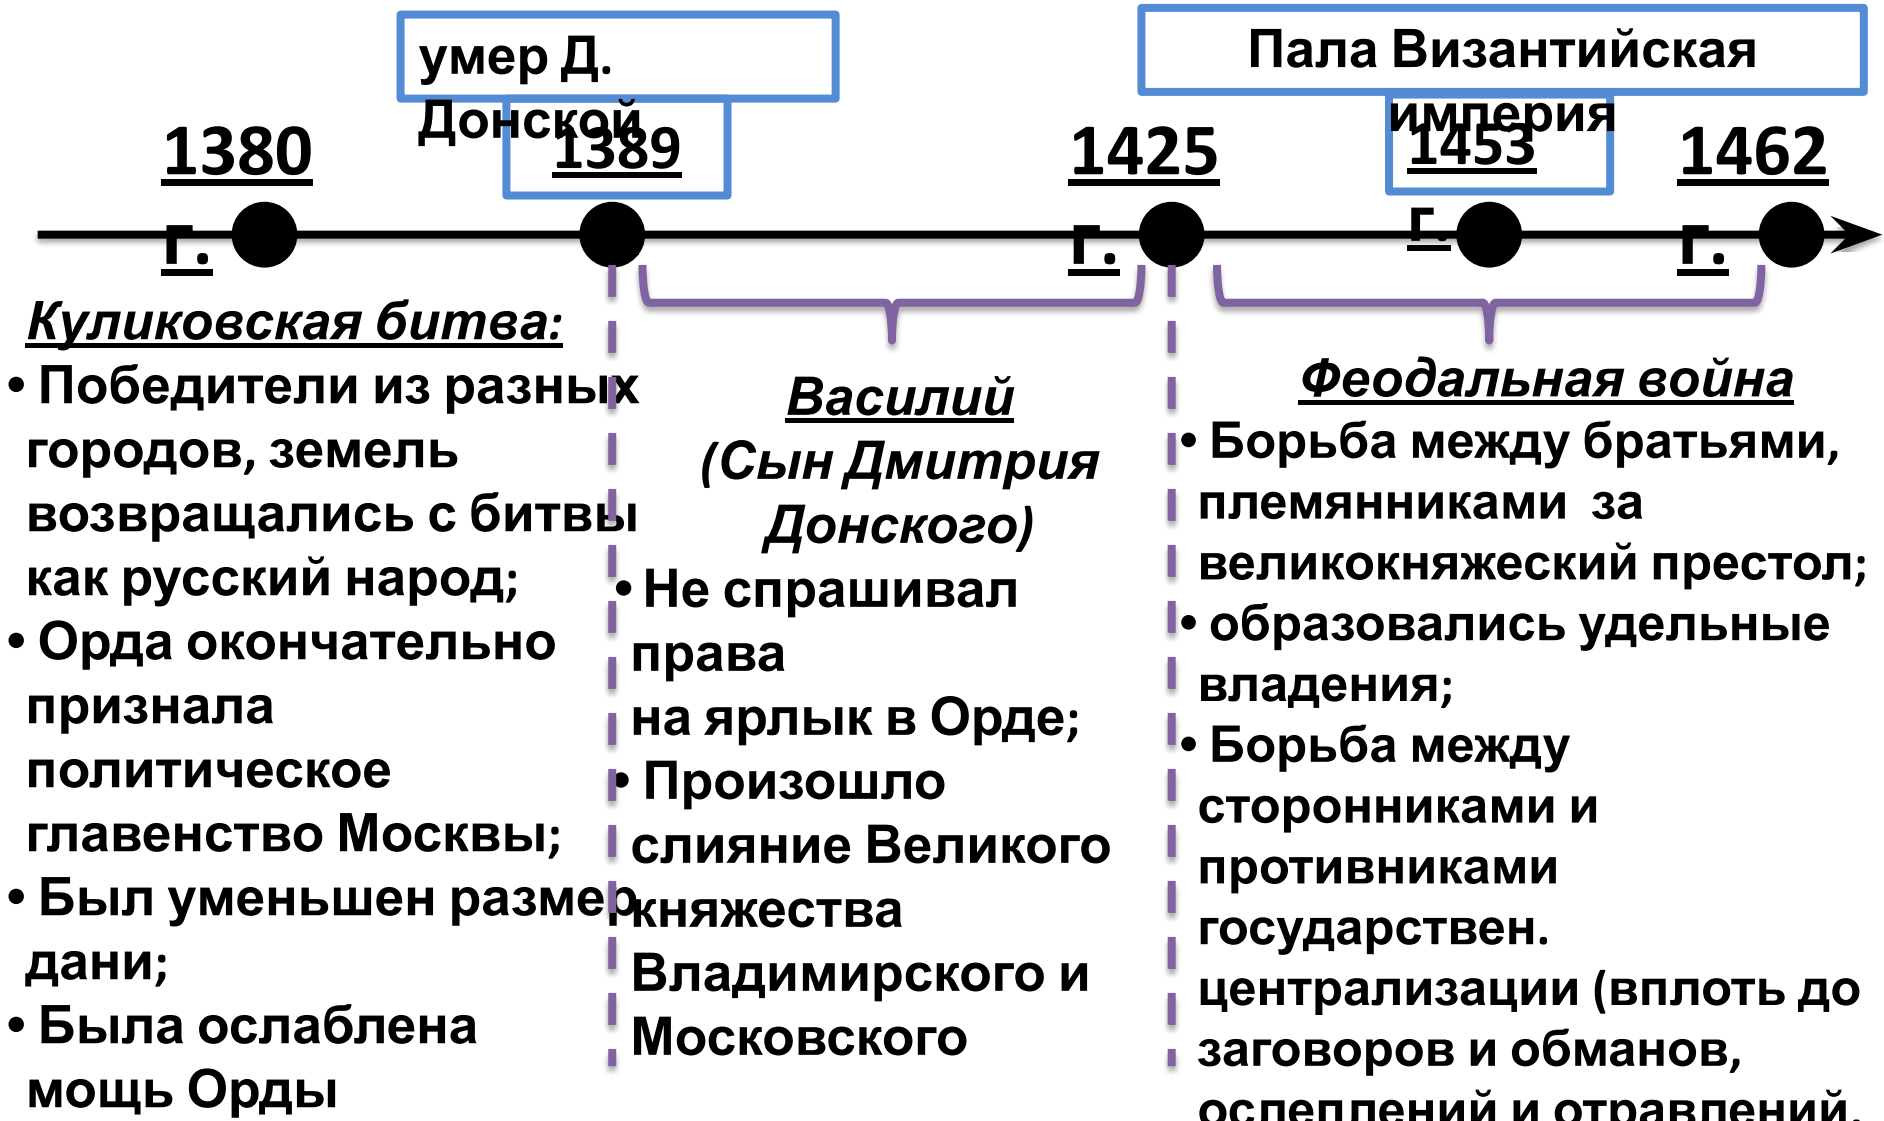 умер Д.
Донской
Пала Византийская
империя
1380
г.
1389
1425
г.
1453
г.
1462
г.
Куликовская битва:
• Победители из разных
городов, земель
возвращались с битвы
как русский народ;
• Орда окончательно
признала
политическое
главенство Москвы;
• Был уменьшен размер
дани;
• Была ослаблена
мощь Орды
Василий
(Сын Дмитрия
Донского)
• Не спрашивал
права
на ярлык в Орде;
• Произошло
слияние Великого
княжества
Владимирского и
Московского
Феодальная война
• Борьба между братьями,
племянниками за
великокняжеский престол;
• образовались удельные
владения;
• Борьба между
сторонниками и
противниками
государствен.
централизации (вплоть до
заговоров и обманов,
ослеплений и отравлений.